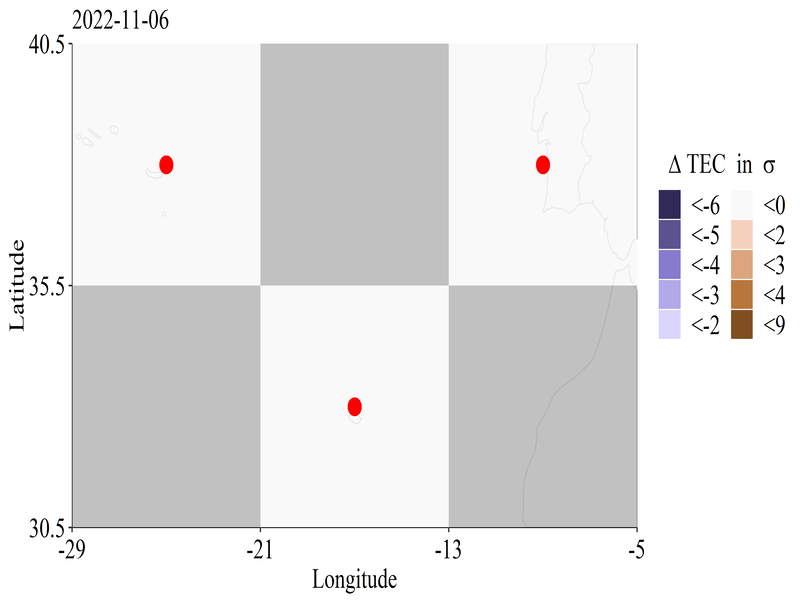 2022-11-06
40.5
35.5
30.5
Latitude
-29 -21 -13 -5
Longitude
Δ TEC in σ
<-6 <0
<-5 <2
<-4 <3
<-3 <4
<-2 <9